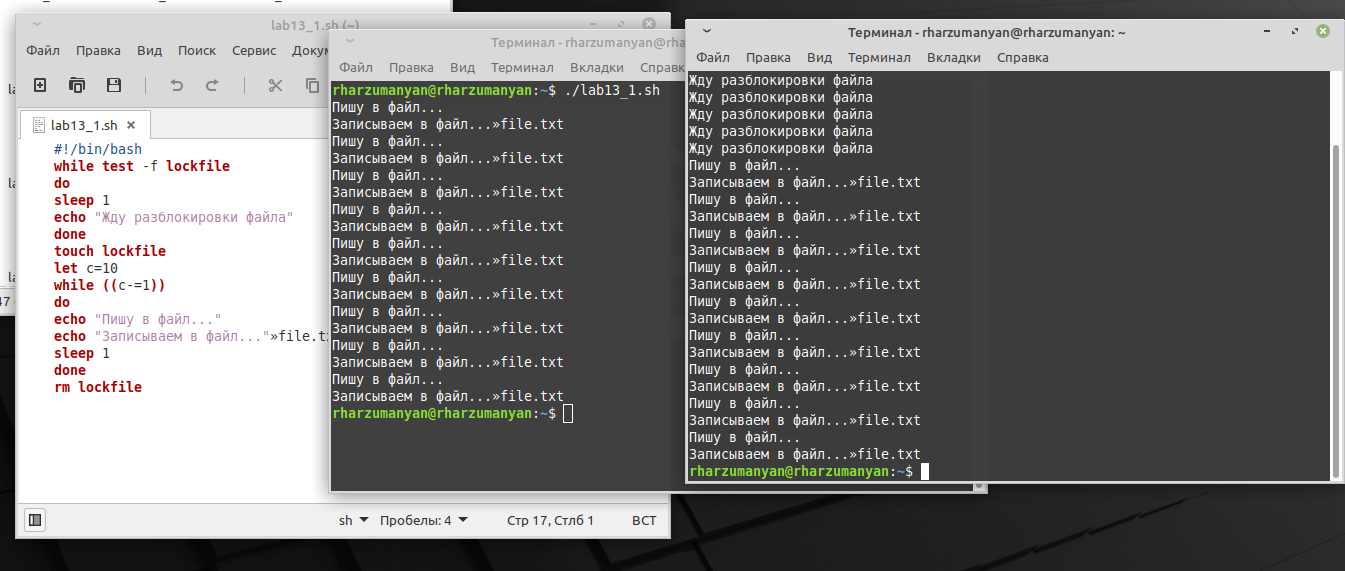 lab13_1.sh (~)
Файл Правка Вид Поиск Сервис Докум
lab13_1.sh
#!/bin/bash
while test -f lockfile
do
sleep 1
echo "Жду разблокировки файла"
done
touch lockfile
let c=10
while ((c-=1))
do
echo "Пишу в файл..."
echo "Записываем в файл..."»file.tx
sleep 1
done
rm lockfile
sh Пробелы: 4 Стр 17, Стлб 1 ВСТ
Терминал - rharzumanyan@rharzumanyan
Файл Правка Вид Терминал Вкладки Справк
rharzumanyan@rharzumanyan:~$ ./lab13_1.sh
Пишу в файл...
Записываем в файл...»file.txt
Пишу в файл...
Записываем в файл...»file.txt
Пишу в файл...
Записываем в файл...»file.txt
Пишу в файл...
Записываем в файл...»file.txt
Пишу в файл...
Записываем в файл...»file.txt
Пишу в файл...
Записываем в файл...»file.txt
Пишу в файл...
Записываем в файл...»file.txt
Пишу в файл...
Записываем в файл...»file.txt
Пишу в файл...
Записываем в файл...»file.txt
rharzumanyan@rharzumanyan:~$
Терминал - rharzumanyan@rharzumanyan: ~
Файл Правка Вид Терминал Вкладки Справка
Жду разблокировки файла
Жду разблокировки файла
Жду разблокировки файла
Жду разблокировки файла
Жду разблокировки файла
Пишу в файл...
Записываем в файл...»file.txt
Пишу в файл...
Записываем в файл...»file.txt
Пишу в файл...
Записываем в файл...»file.txt
Пишу в файл...
Записываем в файл...»file.txt
Пишу в файл...
Записываем в файл...»file.txt
Пишу в файл...
Записываем в файл...»file.txt
Пишу в файл...
Записываем в файл...»file.txt
Пишу в файл...
Записываем в файл...»file.txt
Пишу в файл...
Записываем в файл...»file.txt
rharzumanyan@rharzumanyan:~$